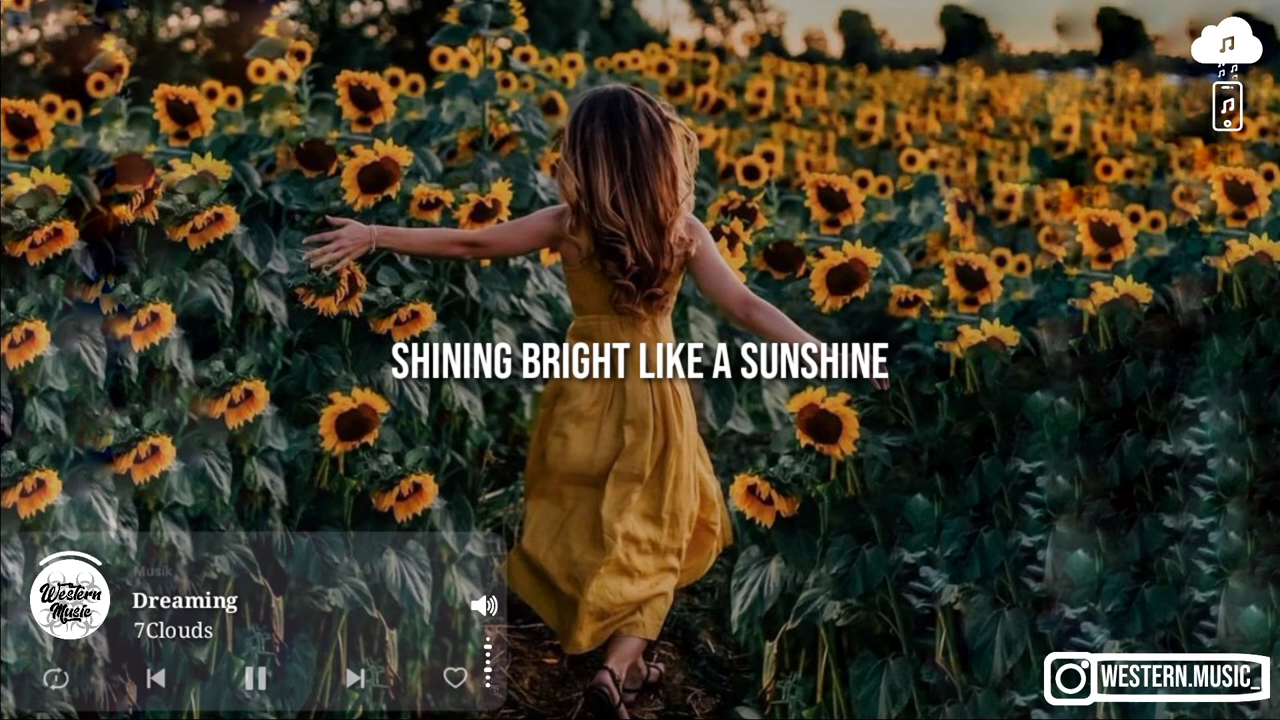 SHINING BRIGHT LIKE A SUNSHINE
Musik
Western
Music
Dreaming
7Clouds
WESTERN.MUSIC_